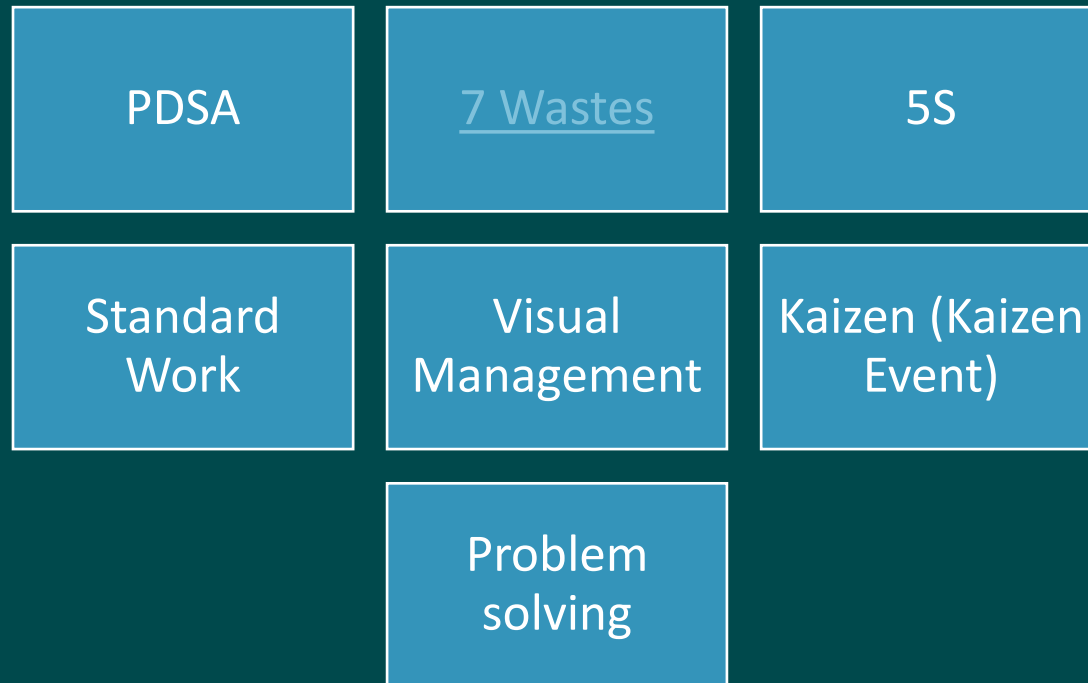 PDSA
7 Wastes
5S
Standard
Work
Visual
Management
Kaizen (Kaizen
Event)
Problem
solving